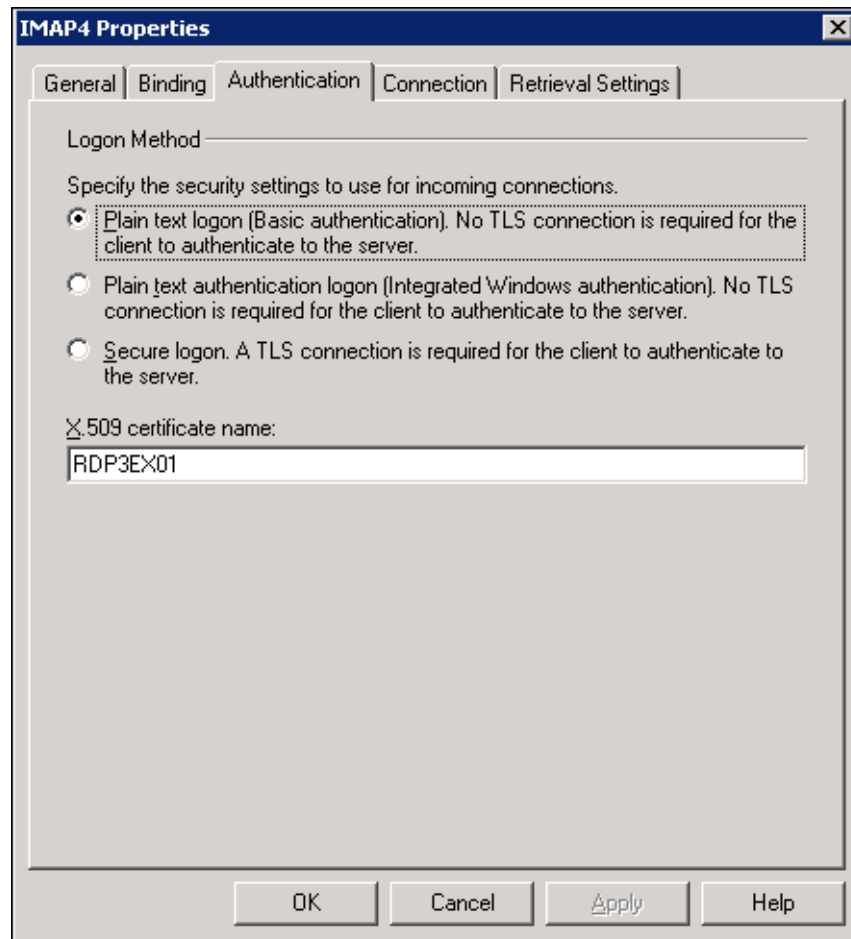 IMAP4 Properties
General Binding Authentication Connection Retrieval Settings
Logon Method
Specify the security settings to use for incoming connections.
Plain text logon (Basic authentication). No TLS connection is required for the
client to authenticate to the server.
Plain text authentication logon (Integrated Windows authentication). No TLS
connection is required for the client to authenticate to the server.
Secure logon. A TLS connection is required for the client to authenticate to
the server.
X.509 certificate name:
RDP3EX01
OK Cancel Apply Help